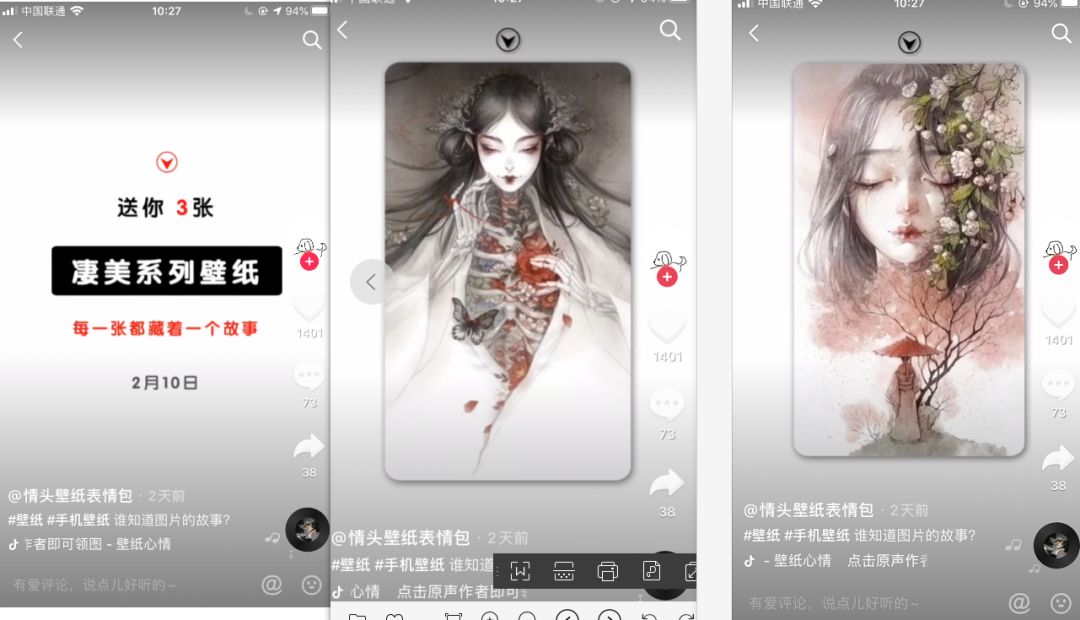 中国联通
10:27
94%
送你 3张
凄美系列壁纸
每一张都藏着一个故事
2月10日
1401
73
38
@情头壁纸表情包 · 2天前
#壁纸 #手机壁纸 谁知道图片的故事?
作者即可领图 - 壁纸心情
有爱评论，说点儿好听的~
1401
73
38
@情头壁纸表情包 · 2天前
#壁纸 #手机壁纸 谁知道
心情 点击原声作者即可
中国联通
10:27
94%
1401
73
38
@情头壁纸表情包 · 2天前
#壁纸 #手机壁纸 谁知道图片的故事?
- 壁纸心情 点击原声作
有爱评论，说点儿好听的~